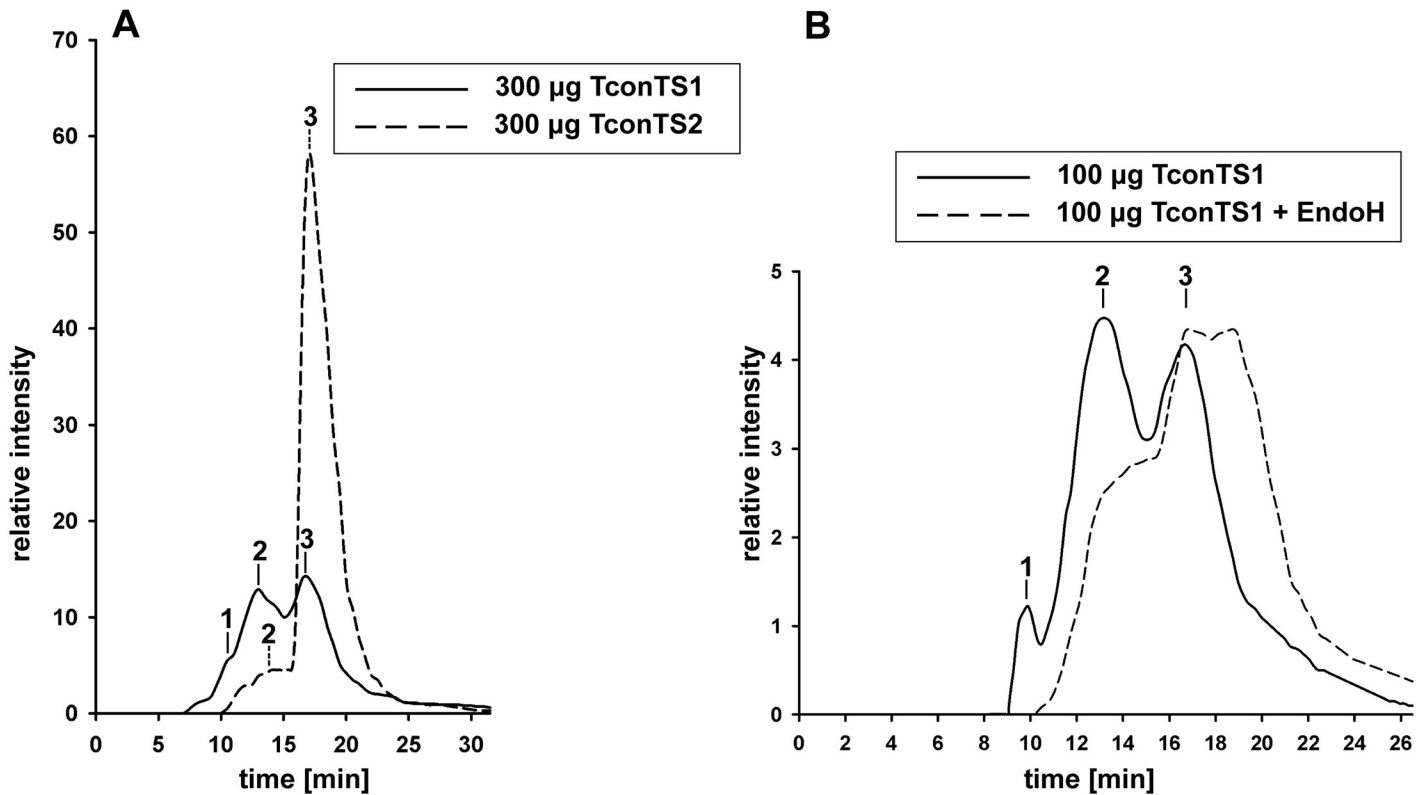 A
300 µg TconTS1
300 µg TconTS2
70
60
50
40
30
20
10
0
relative intensity
1
2
3
2
3
0 5 10 15 20 25 30
time [min]
B
100 µg TconTS1
100 µg TconTS1 + EndoH
5
4
3
2
1
0
relative intensity
1
2
3
0 2 4 6 8 10 12 14 16 18 20 22 24 26
time [min]